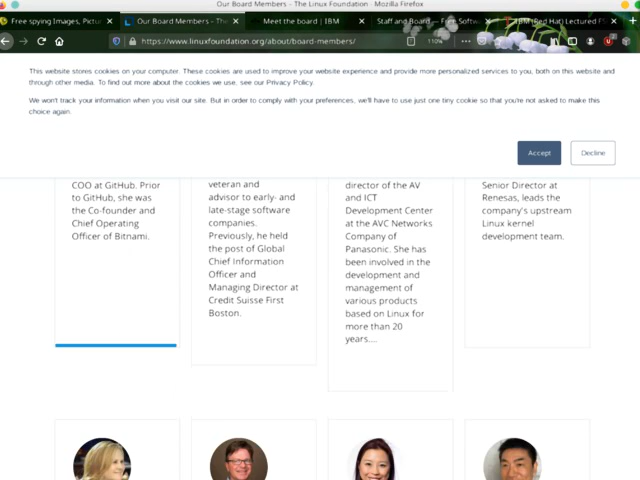 Our Board Members – The Linux Foundation - Mozilla Firefox
Free spying Images, Pictu
Our Board Members – The
Meet the board | IBM
Staff and Board — Free Softw
IBM (Red Hat) Lectured FS
https://www.linuxfoundation.org/about/board-members/
110%
This website stores cookies on your computer. These cookies are used to improve your website experience and provide more personalized services to you, both on this website and
through other media. To find out more about the cookies we use, see our Privacy Policy.
We won't track your information when you visit our site. But in order to comply with your preferences, we'll have to use just one tiny cookie so that you're not asked to make this
choice again.
Accept
Decline
COO at GitHub. Prior
to GitHub, she was
the Co-founder and
Chief Operating
Officer of Bitnami.
veteran and
advisor to early- and
late-stage software
companies.
Previously, he held
the post of Global
Chief Information
Officer and
Managing Director at
Credit Suisse First
Boston.
director of the AV
and ICT
Development Center
at the AVC Networks
Company of
Panasonic. She has
been involved in the
development and
management of
various products
based on Linux for
more than 20
years....
Senior Director at
Renesas, leads the
company's upstream
Linux kernel
development team.